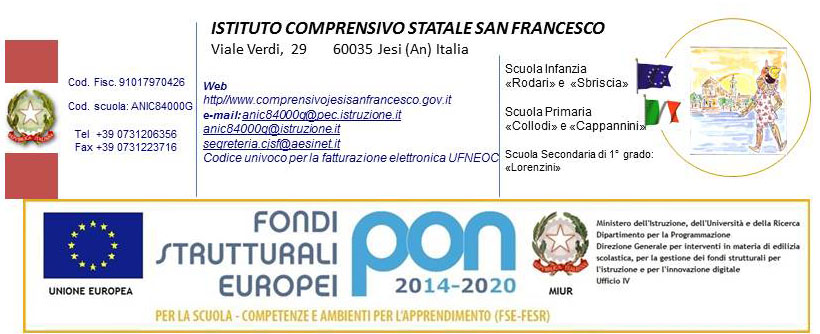 ISTITUTO COMPRENSIVO STATALE SAN FRANCESCO
Viale Verdi, 29 60035 Jesi (An) Italia
Cod. Fisc. 91017970426
Cod. scuola: ANIC84000G
Tel +39 0731206356
Fax +39 0731223716
Web
http//www.comprensivojesisanfrancesco.gov.it
e-mail: anic84000q@pec.istruzione.it
anic84000q@istruzione.it
segreteria.cjsf@aesinet.it
Codice univoco per la fatturazione elettronica UFNEOC
Scuola Infanzia
«Rodari» e «Sbriscia»
Scuola Primaria
«Collodi» e «Cappannini»
Scuola Secondaria di 1° grado:
«Lorenzini»
UNIONE EUROPEA
FONDI
STRUTTURALI
EUROPEI
pon
2014-2020
MIUR
Ministero dell'Istruzione, dell'Università e della Ricerca
Dipartimento per la Programmazione
Direzione Generale per interventi in materia di edilizia
scolastica, per la gestione dei fondi strutturali per
l'istruzione e per l'innovazione digitale
Ufficio IV
PER LA SCUOLA - COMPETENZE E AMBIENTI PER L'APPRENDIMENTO (FSE-FESR)